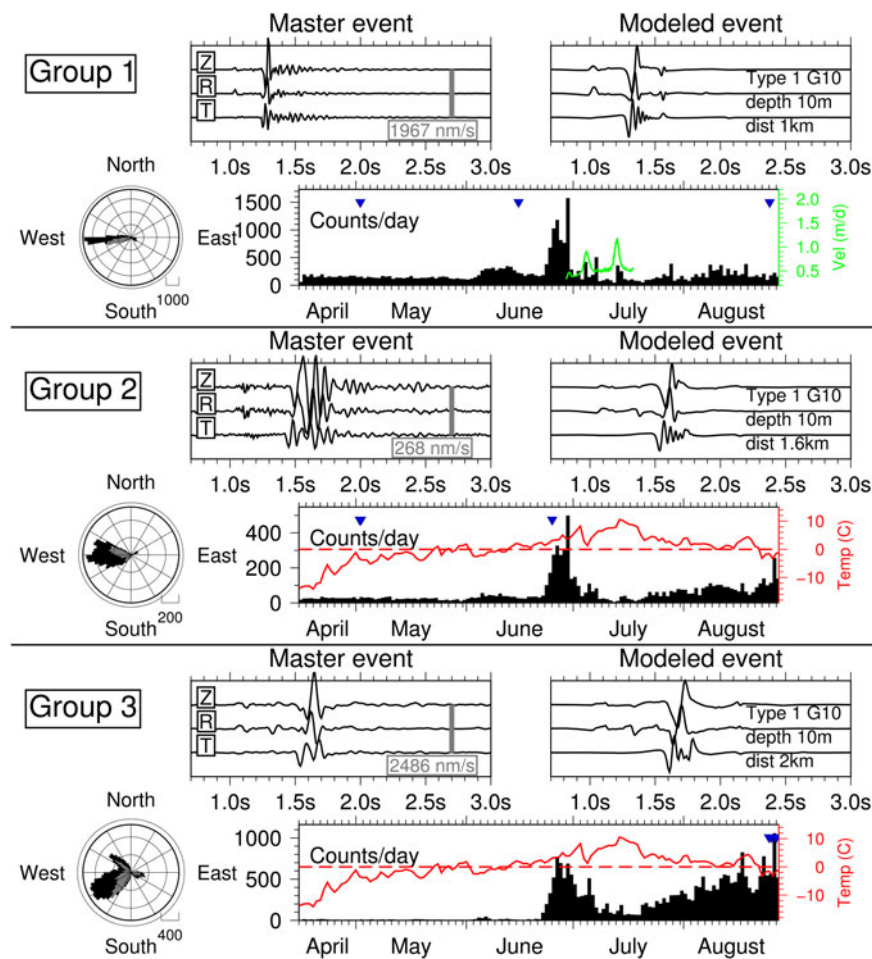 Master event Modeled event
Group 1
Z
R
T
1967 nm/s
Type 1 G10
depth 10m
dist 1km
1.0s 1.5s 2.0s 2.5s 3.0s 1.0s 1.5s 2.0s 2.5s 3.0s
North
West East
South
1000
Counts/day
1500
1000
500
0
2.0
1.5
1.0
0.5
Vel (m/d)
April May June July August
Master event Modeled event
Group 2
Z
R
T
268 nm/s
Type 1 G10
depth 10m
dist 1.6km
1.0s 1.5s 2.0s 2.5s 3.0s 1.0s 1.5s 2.0s 2.5s 3.0s
North
West East
South
200
Counts/day
400
200
0
10
0
−10
Temp (C)
April May June July August
Master event Modeled event
Group 3
Z
R
T
2486 nm/s
Type 1 G10
depth 10m
dist 2km
1.0s 1.5s 2.0s 2.5s 3.0s 1.0s 1.5s 2.0s 2.5s 3.0s
North
West East
South
400
Counts/day
1000
500
0
10
0
−10
Temp (C)
April May June July August